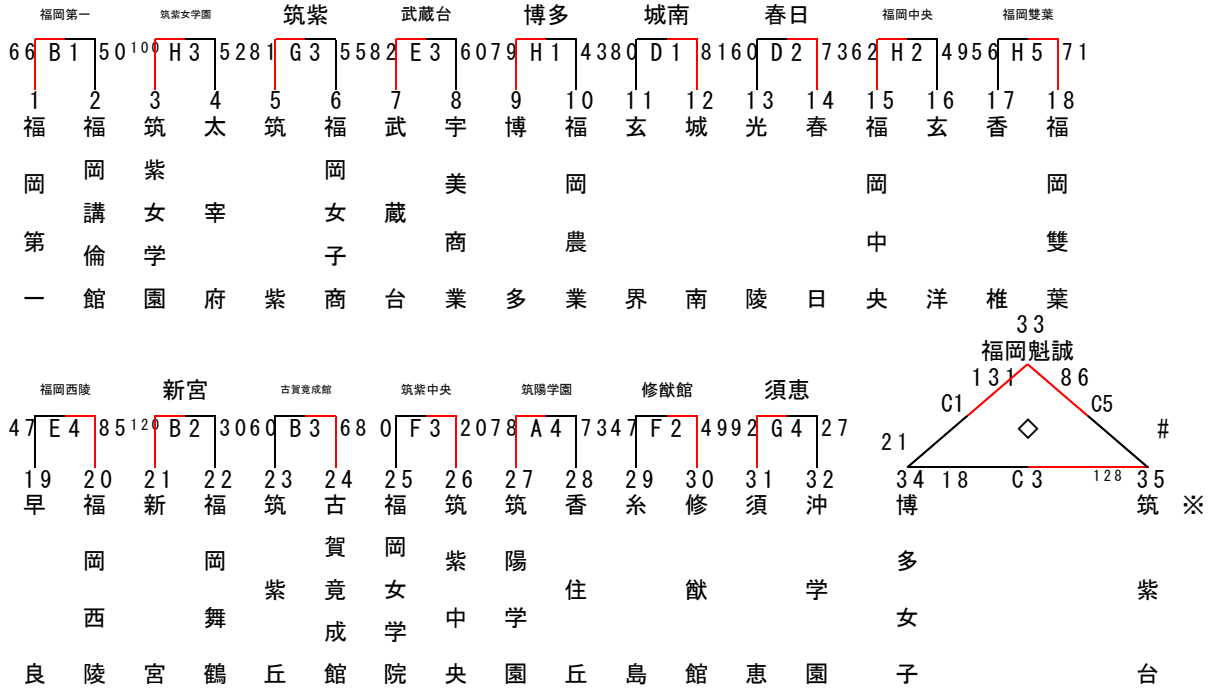 福岡第一 筑紫女学園 筑紫 武蔵台 博多 城南 春日 福岡中央 福岡雙葉
66 B1 50 100 H3 52 81 G3 55 82 E3 60 79 H1 43 80 D1 81 60 D2 73 62 H2 49 56 H5 71
1 2 3 4 5 6 7 8 9 10 11 12 13 14 15 16 17 18
福岡第一
福岡講倫館
筑紫女学園
太宰府
筑紫
福岡女子商
武蔵台
宇美商業
博多
福岡農業
玄界
城南
光陵
春日
福岡中央
玄洋
香椎
福岡雙葉
33
福岡魁誠
131 86
C1 C5
21 ◇ #
福岡西陵 新宮 古賀竟成館 筑紫中央 筑陽学園 修猷館 須恵
47 E4 85 120 B2 30 60 B3 68 0 F3 20 78 A4 73 47 F2 49 92 G4 27
19 20 21 22 23 24 25 26 27 28 29 30 31 32 34 18 C3 128 35
早良
福岡西陵
新宮
福岡舞鶴
筑紫丘
古賀竟成館
福岡女学院
筑紫中央
筑陽学園
香住丘
糸島
修猷館
須恵
沖学園
博多女子
筑紫台
※